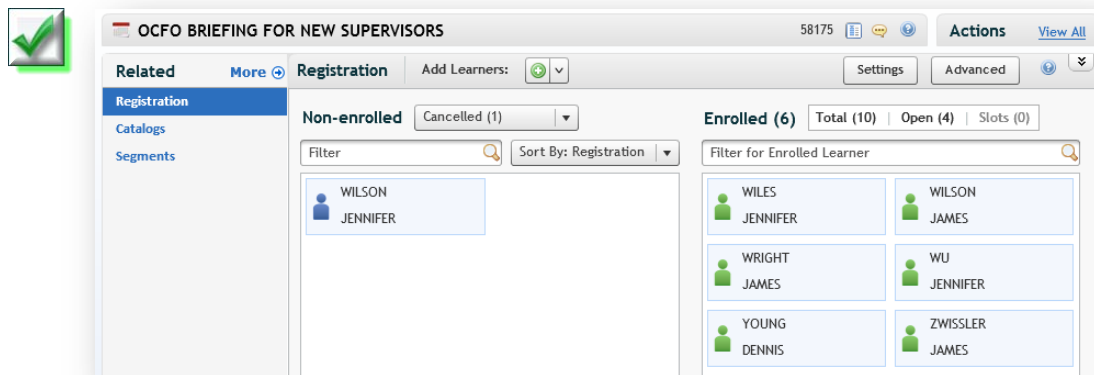 OCFO BRIEFING FOR NEW SUPERVISORS 58175 Actions View All
Related More Registration Add Learners: Settings Advanced
Registration
Catalogs
Segments
Non-enrolled Cancelled (1)
Filter Sort By: Registration
WILSON
JENNIFER
Enrolled (6) Total (10) | Open (4) | Slots (0)
Filter for Enrolled Learner
WILES
JENNIFER
WILSON
JAMES
WRIGHT
JAMES
WU
JENNIFER
YOUNG
DENNIS
ZWISSLER
JAMES